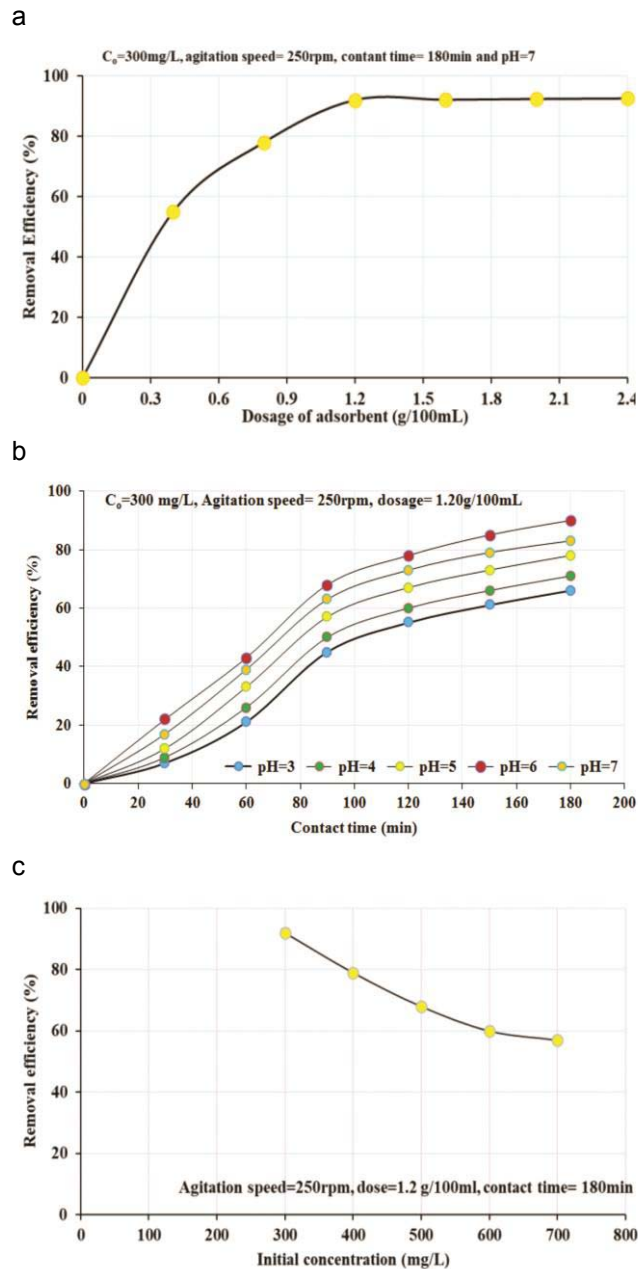 a
C₀=300mg/L, agitation speed= 250rpm, contant time= 180min and pH=7
Removal Efficiency (%)
100
80
60
40
20
0
0 0.3 0.6 0.9 1.2 1.5 1.8 2.1 2.4
Dosage of adsorbent (g/100mL)
b
C₀=300 mg/L, Agitation speed= 250rpm, dosage= 1.20g/100mL
Removal efficiency (%)
100
80
60
40
20
0
pH=3 pH=4 pH=5 pH=6 pH=7
0 20 40 60 80 100 120 140 160 180 200
Contact time (min)
c
Removal efficiency (%)
100
80
60
40
20
0
Agitation speed=250rpm, dose=1.2 g/100ml, contact time= 180min
0 100 200 300 400 500 600 700 800
Initial concentration (mg/L)